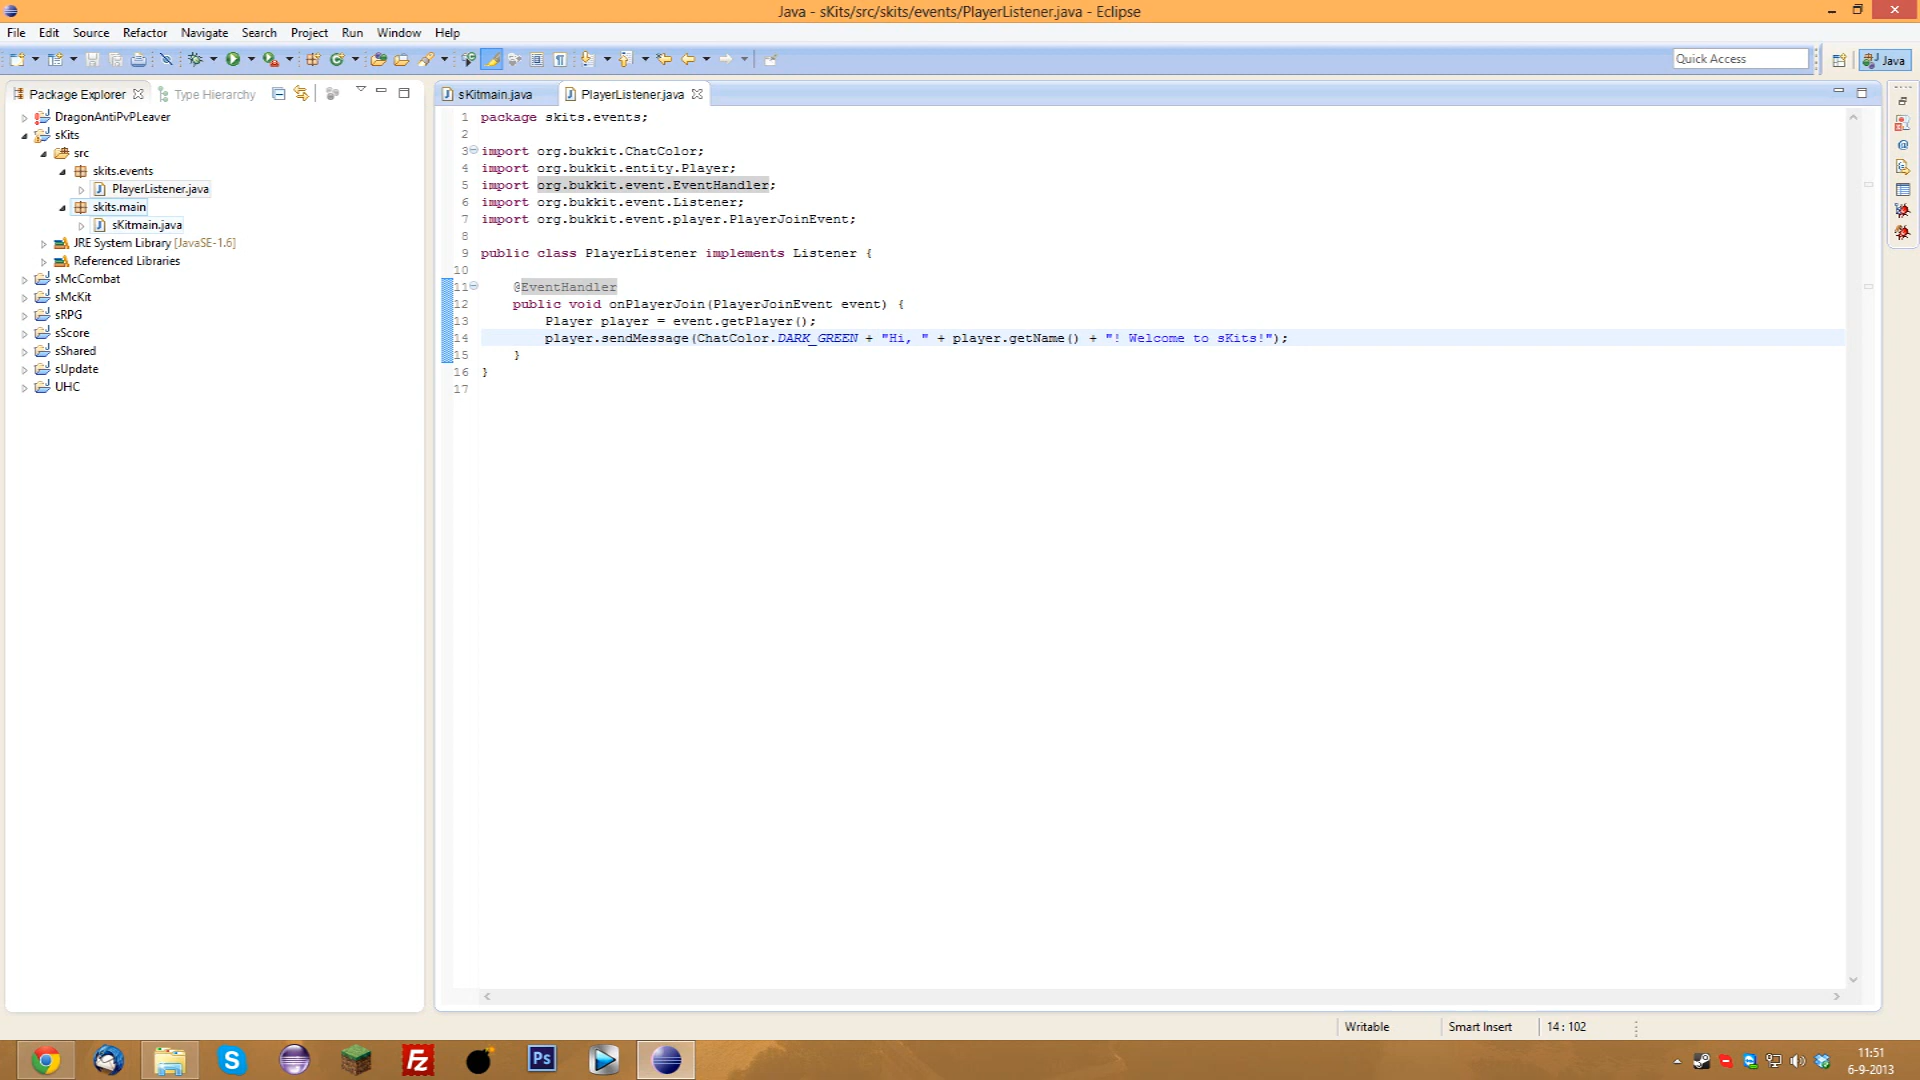 Java - sKits/src/skits/events/PlayerListener.java - Eclipse
File Edit Source Refactor Navigate Search Project Run Window Help
Quick Access
Java
Package Explorer
Type Hierarchy
sKitmain.java
PlayerListener.java
DragonAntiPvPLeaver
sKits
src
skits.events
PlayerListener.java
skits.main
sKitmain.java
JRE System Library [JavaSE-1.6]
Referenced Libraries
sMcCombat
sMcKit
sRPG
sScore
sShared
sUpdate
UHC
1 package skits.events;
2
3 import org.bukkit.ChatColor;
4 import org.bukkit.entity.Player;
5 import org.bukkit.event.EventHandler;
6 import org.bukkit.event.Listener;
7 import org.bukkit.event.player.PlayerJoinEvent;
8
9 public class PlayerListener implements Listener {
10
11 @EventHandler
12 public void onPlayerJoin(PlayerJoinEvent event) {
13 Player player = event.getPlayer();
14 player.sendMessage(ChatColor.DARK_GREEN + "Hi, " + player.getName() + "! Welcome to sKits!");
15 }
16 }
17
Writable
Smart Insert
14 : 102
S
Fz
Ps
11:51
6-9-2013